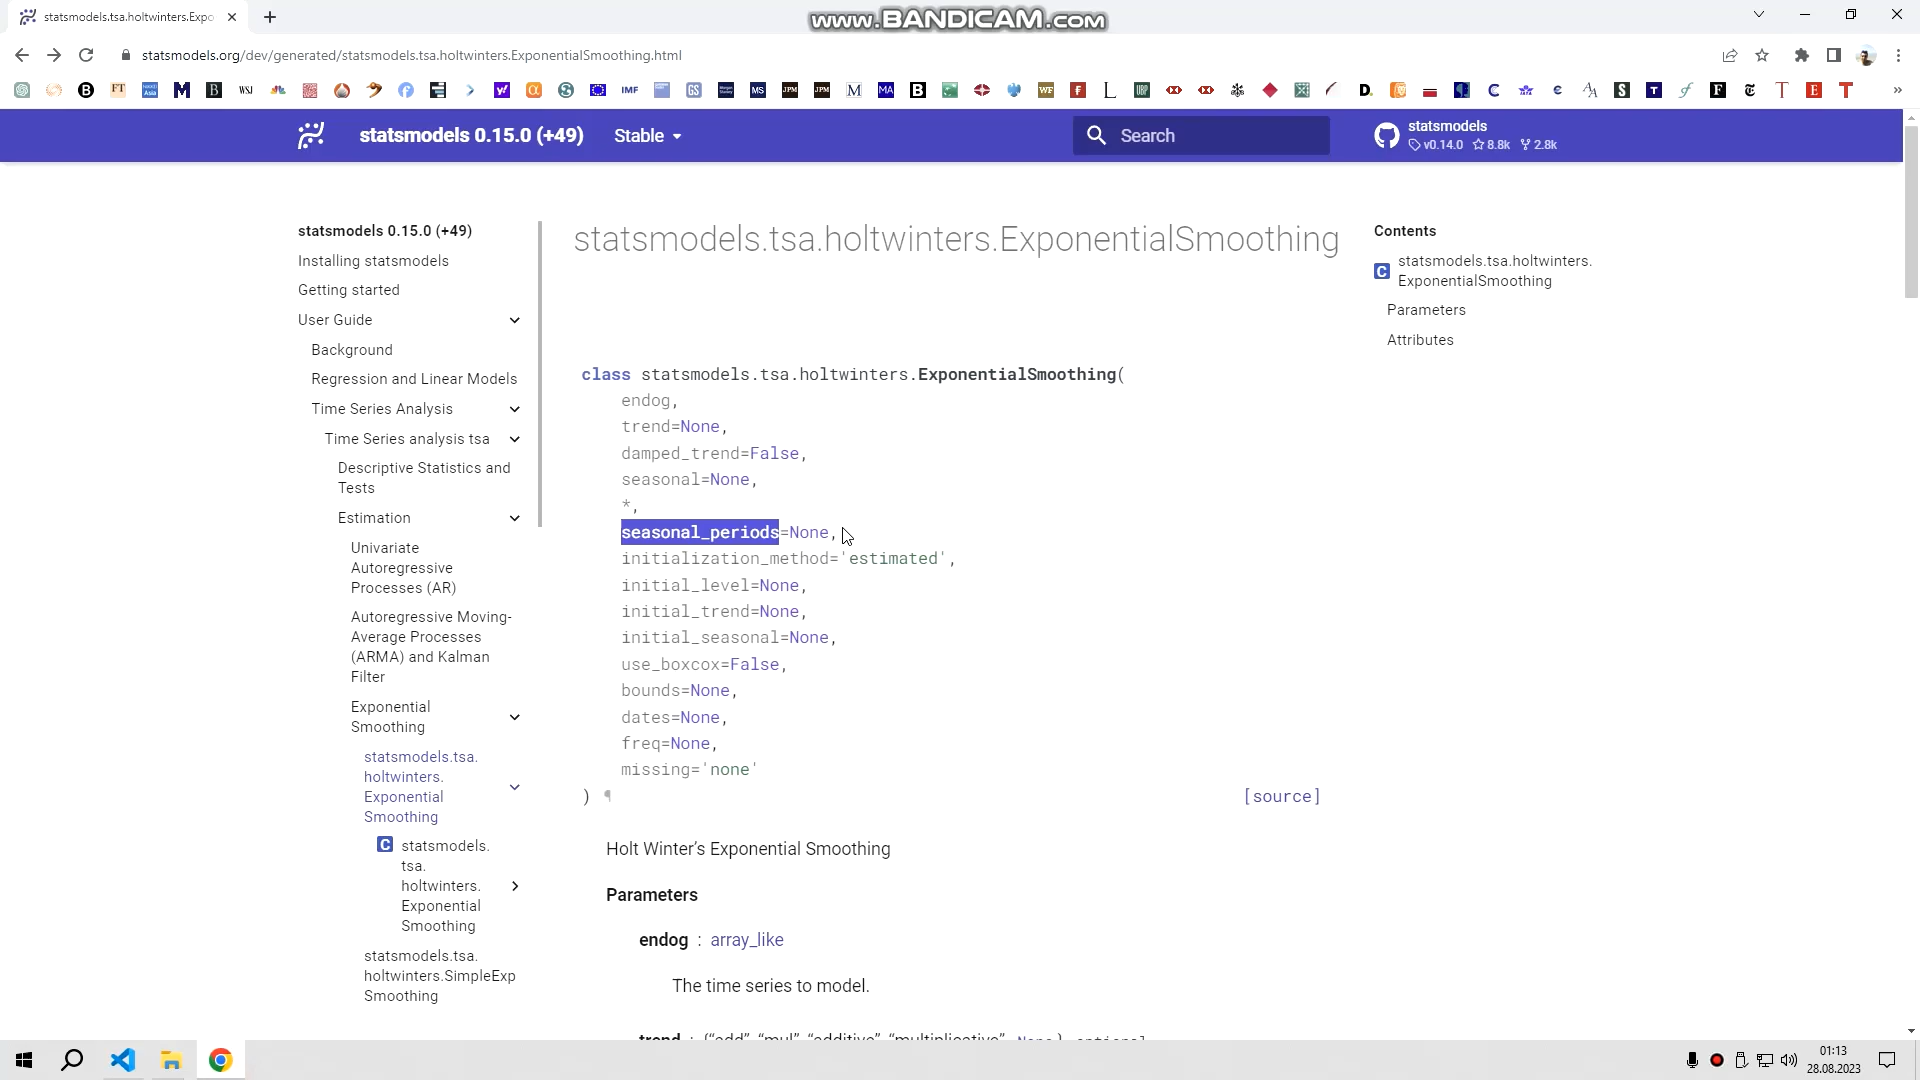 statsmodels.tsa.holtwinters.Expo
www.BANDICAM.com
statsmodels.org/dev/generated/statsmodels.tsa.holtwinters.ExponentialSmoothing.html
statsmodels 0.15.0 (+49)
Stable
Search
statsmodels
v0.14.0 8.8k 2.8k
statsmodels 0.15.0 (+49)
Installing statsmodels
Getting started
User Guide
Background
Regression and Linear Models
Time Series Analysis
Time Series analysis tsa
Descriptive Statistics and
Tests
Estimation
Univariate
Autoregressive
Processes (AR)
Autoregressive Moving-
Average Processes
(ARMA) and Kalman
Filter
Exponential
Smoothing
statsmodels.tsa.
holtwinters.
Exponential
Smoothing
C statsmodels.
tsa.
holtwinters.
Exponential
Smoothing
statsmodels.tsa.
holtwinters.SimpleExp
Smoothing
statsmodels.tsa.holtwinters.ExponentialSmoothing
class statsmodels.tsa.holtwinters.ExponentialSmoothing(
endog,
trend=None,
damped_trend=False,
seasonal=None,
*,
seasonal_periods=None,
initialization_method='estimated',
initial_level=None,
initial_trend=None,
initial_seasonal=None,
use_boxcox=False,
bounds=None,
dates=None,
freq=None,
missing='none'
) ¶
[source]
Holt Winter’s Exponential Smoothing
Parameters
endog : array_like
The time series to model.
trend : {“add”, “mul”, “additive”, “multiplicative”, None}, optional
Contents
C statsmodels.tsa.holtwinters.
ExponentialSmoothing
Parameters
Attributes
01:13
28.08.2023